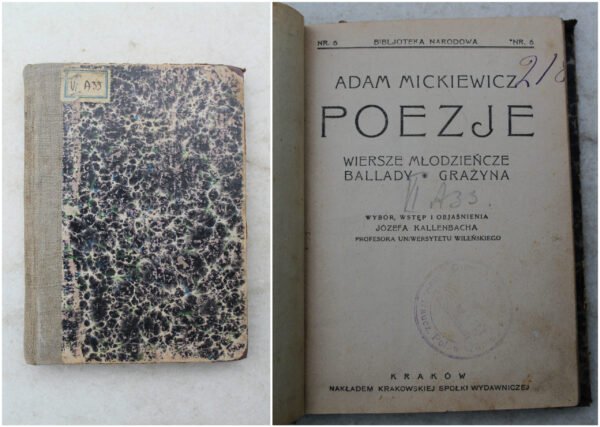 VI A33
NR. 6 BIBLJOTEKA NARODOWA NR. 6
218
ADAM MICKIEWICZ
POEZJE
WIERSZE MŁODZIEŃCZE
BALLADY * GRAŻYNA
VI A33.
WYBÓR, WSTĘP I OBJAŚNIENIA
JÓZEFA KALLENBACHA
PROFESORA UNIWERSYTETU WILEŃSKIEGO
KRAKÓW
NAKŁADEM KRAKOWSKIEJ SPÓŁKI WYDAWNICZEJ